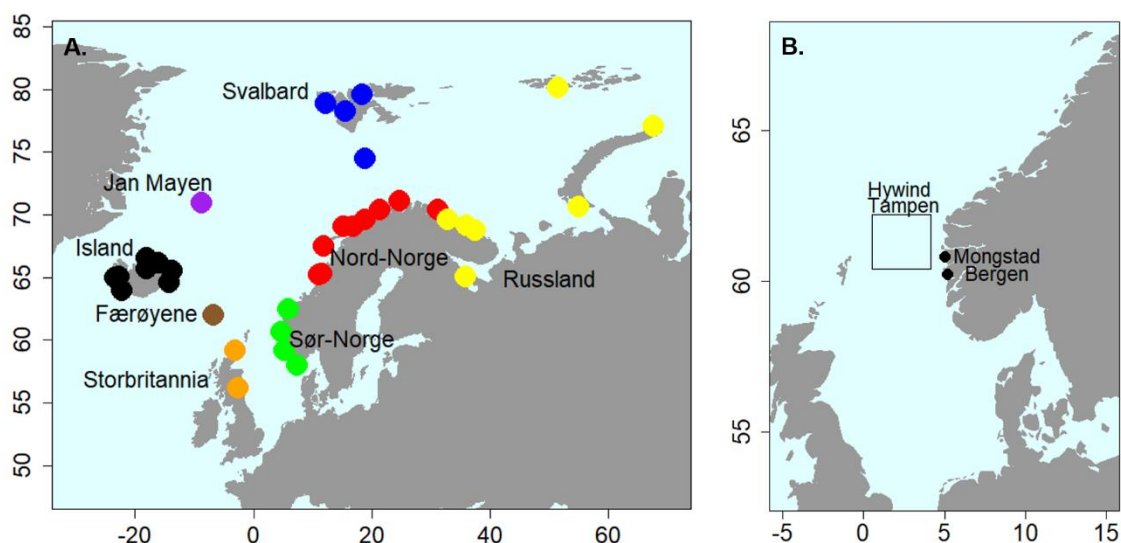 A.
85
80
75
70
65
60
55
50
Svalbard
Jan Mayen
Island
Nord-Norge
Russland
Færøyene
Sør-Norge
Storbritannia
-20
0
20
40
60
B.
65
60
55
Hywind
Tampen
Mongstad
Bergen
-5
0
5
10
15